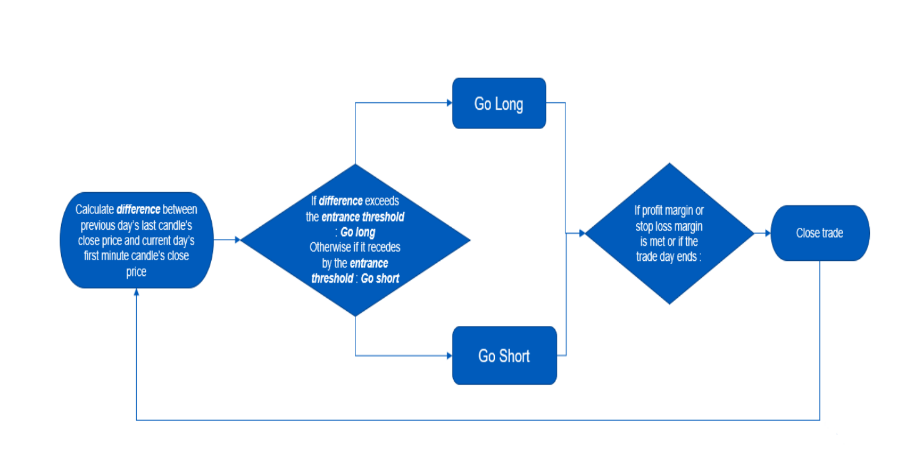 Calculate difference between
previous day's last candle's
close price and current day's
first minute candle's close
price
If difference exceeds
the entrance threshold
: Go long
Otherwise if it recedes
by the entrance
threshold : Go short
Go Long
Go Short
If profit margin or
stop loss margin
is met or if the
trade day ends :
Close trade